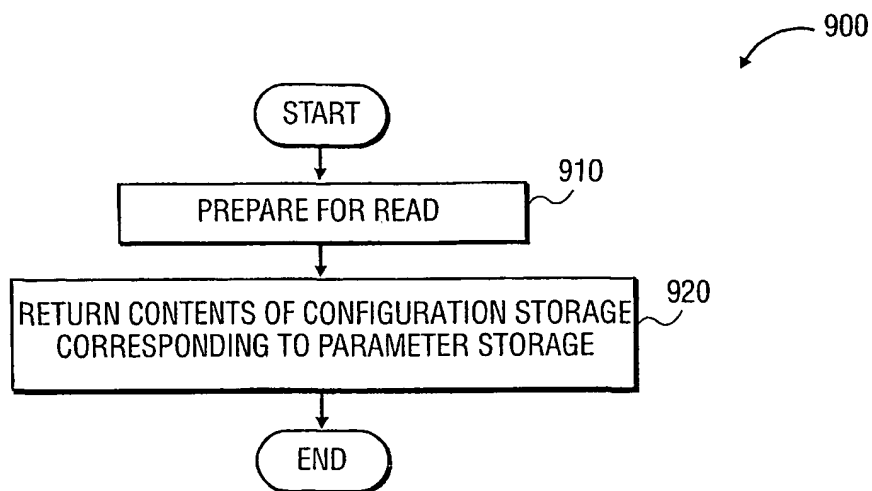 900
START
910
PREPARE FOR READ
920
RETURN CONTENTS OF CONFIGURATION STORAGE
CORRESPONDING TO PARAMETER STORAGE
END